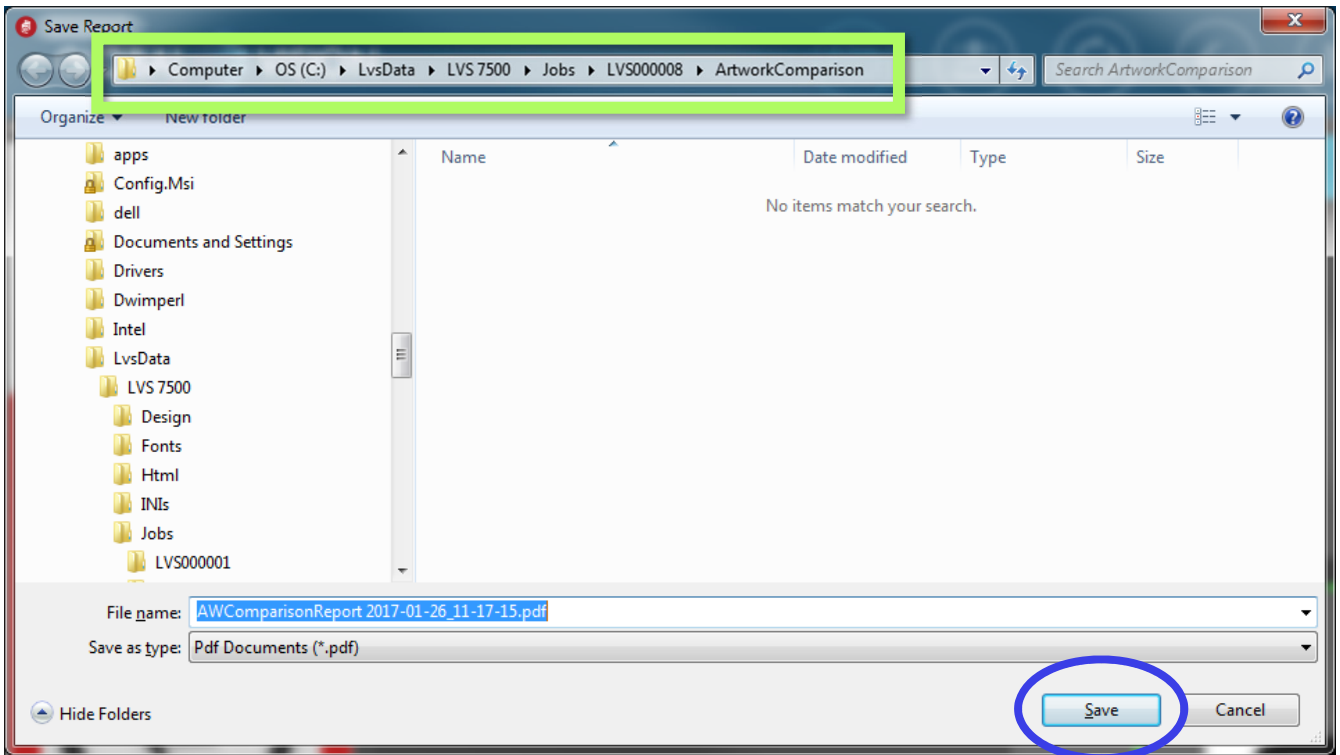 Save Report
Computer ▸ OS (C:) ▸ LvsData ▸ LVS 7500 ▸ Jobs ▸ LVS000008 ▸ ArtworkComparison
Search ArtworkComparison
Organize New folder
Name Date modified Type Size
No items match your search.
apps
Config.Msi
dell
Documents and Settings
Drivers
Dwimperl
Intel
LvsData
LVS 7500
Design
Fonts
Html
INIs
Jobs
LVS000001
File name: AWComparisonReport 2017-01-26_11-17-15.pdf
Save as type: Pdf Documents (*.pdf)
Hide Folders
Save Cancel